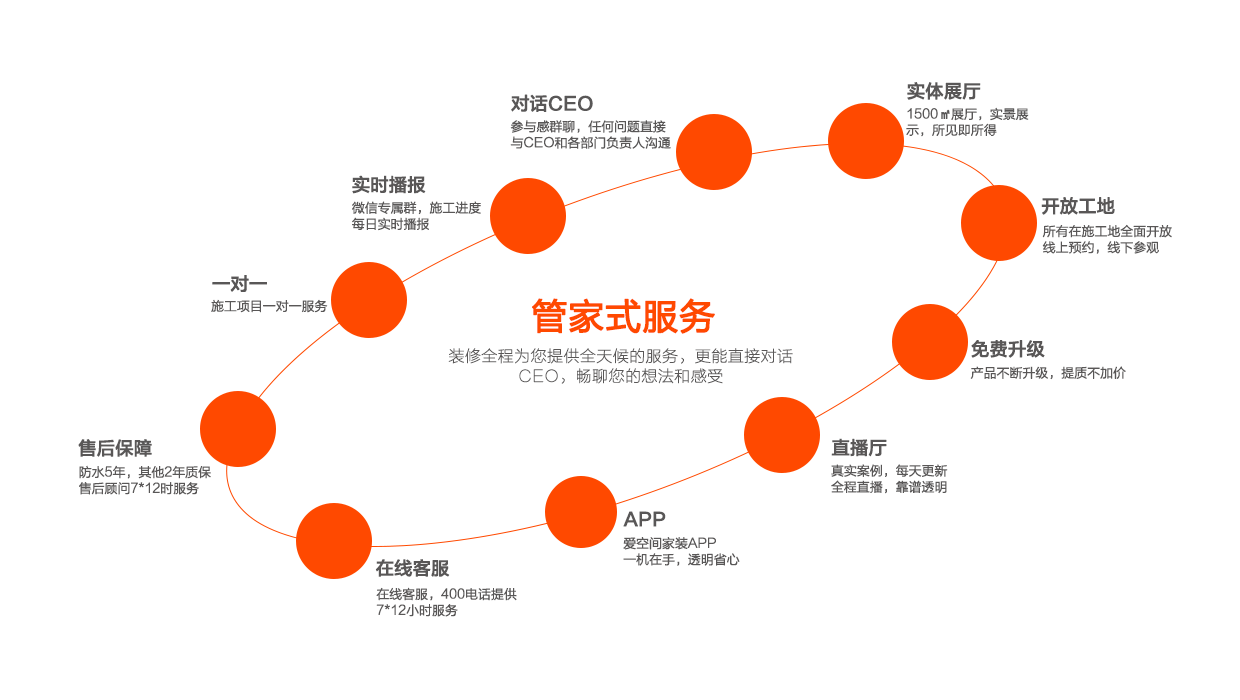 对话CEO
参与感群聊，任何问题直接
与CEO和各部门负责人沟通
实体展厅
1500㎡展厅，实景展
示，所见即所得
实时播报
微信专属群，施工进度
每日实时播报
开放工地
所有在施工地全面开放
线上预约，线下参观
一对一
施工项目一对一服务
管家式服务
装修全程为您提供全天候的服务，更能直接对话
CEO，畅聊您的想法和感受
免费升级
产品不断升级，提质不加价
售后保障
防水5年，其他2年质保
售后顾问7*12时服务
直播厅
真实案例，每天更新
全程直播，靠谱透明
APP
爱空间家装APP
一机在手，透明省心
在线客服
在线客服，400电话提供
7*12小时服务